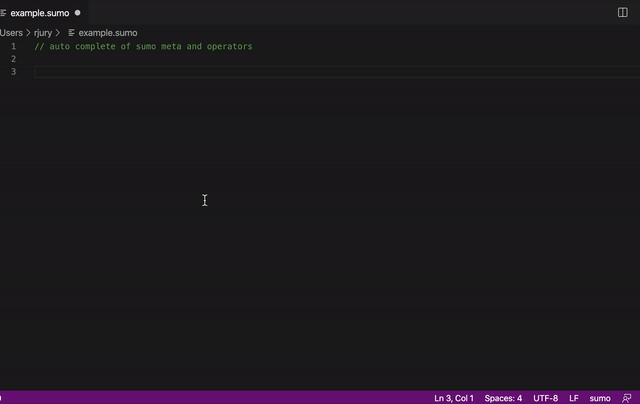 example.sumo
Users > rjury > example.sumo
1 // auto complete of sumo meta and operators
2
3
Ln 3, Col 1 Spaces: 4 UTF-8 LF sumo